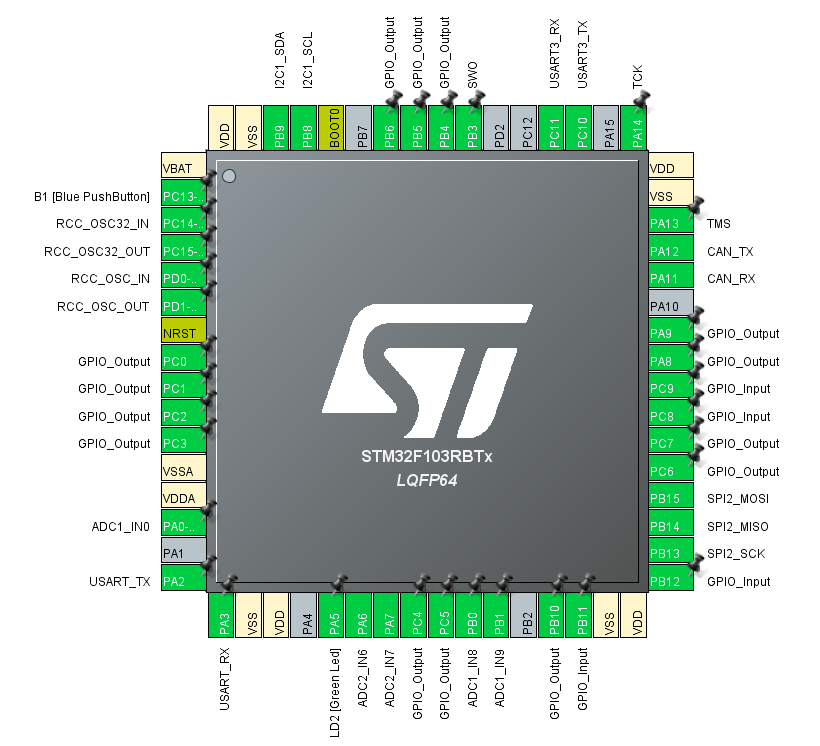 I2C1_SDA
I2C1_SCL
GPIO_Output
GPIO_Output
GPIO_Output
SWO
USART3_RX
USART3_TX
TCK
VDD
VSS
PB9
PB8
BOOT0
PB7
PB6
PB5
PB4
PB3
PD2
PC12
PC11
PC10
PA15
PA14
VBAT
B1 [Blue PushButton] PC13-..
RCC_OSC32_IN PC14-..
RCC_OSC32_OUT PC15-..
RCC_OSC_IN PD0-..
RCC_OSC_OUT PD1-..
NRST
GPIO_Output PC0
GPIO_Output PC1
GPIO_Output PC2
GPIO_Output PC3
VSSA
VDDA
ADC1_IN0 PA0-..
PA1
USART_TX PA2
STM32F103RBTx
LQFP64
VDD
VSS
PA13 TMS
PA12 CAN_TX
PA11 CAN_RX
PA10
PA9 GPIO_Output
PA8 GPIO_Output
PC9 GPIO_Input
PC8 GPIO_Input
PC7 GPIO_Output
PC6 GPIO_Output
PB15 SPI2_MOSI
PB14 SPI2_MISO
PB13 SPI2_SCK
PB12 GPIO_Input
PA3
VSS
VDD
PA4
PA5
PA6
PA7
PC4
PC5
PB0
PB1
PB2
PB10
PB11
VSS
VDD
USART_RX
LD2 [Green Led]
ADC2_IN6
ADC2_IN7
GPIO_Output
GPIO_Output
ADC1_IN8
ADC1_IN9
GPIO_Output
GPIO_Input